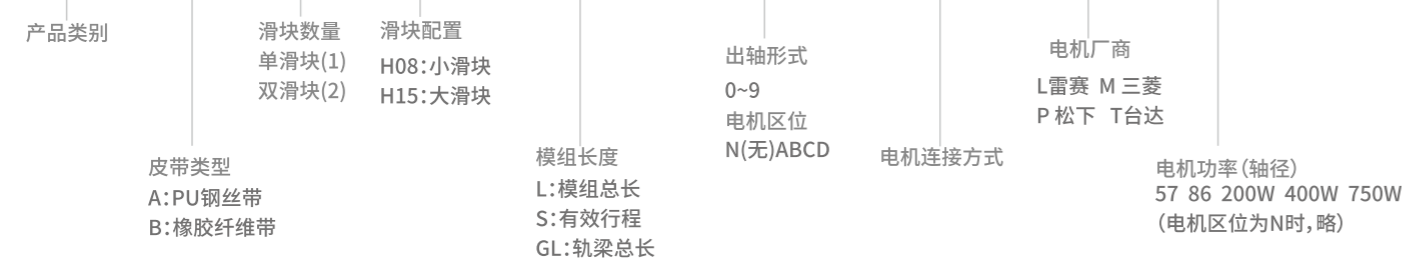 产品类别
皮带类型
A：PU钢丝带
B：橡胶纤维带
滑块数量
单滑块(1)
双滑块(2)
滑块配置
H08：小滑块
H15：大滑块
模组长度
L：模组总长
S：有效行程
GL：轨梁总长
出轴形式
0~9
电机区位
N(无)ABCD
电机连接方式
电机厂商
L雷赛 M 三菱
P 松下 T台达
电机功率（轴径）
57 86 200W 400W 750W
（电机区位为N时，略）